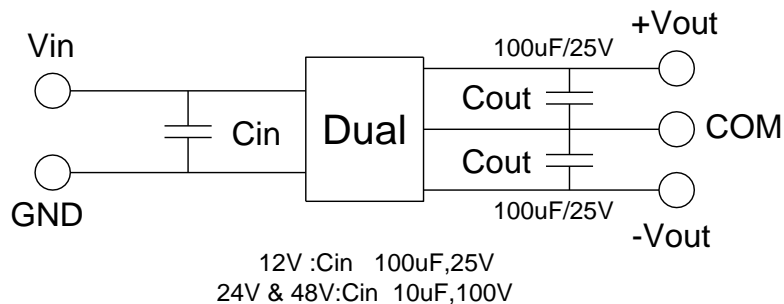 Vin
100uF/25V
+Vout
Cout
Cin
Dual
COM
Cout
GND
100uF/25V
-Vout
12V :Cin 100uF,25V
24V & 48V:Cin 10uF,100V